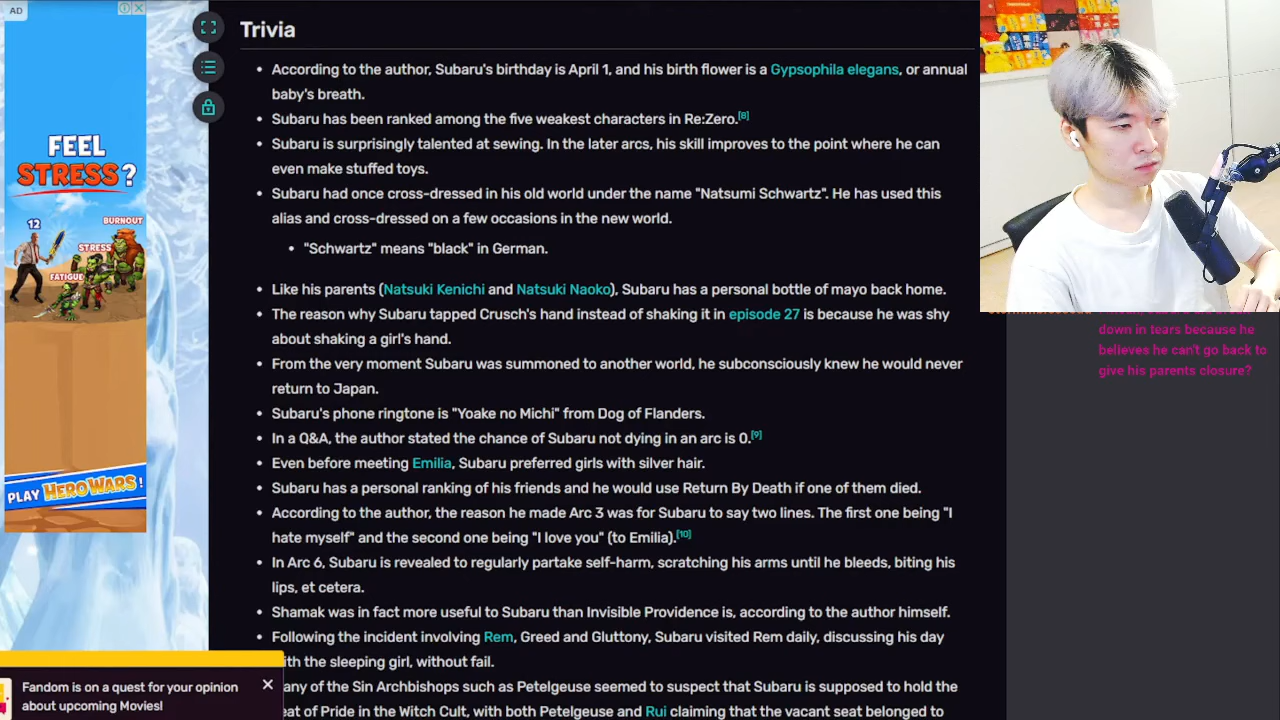 AD
Trivia
According to the author, Subaru's birthday is April 1, and his birth flower is a Gypsophila elegans, or annual
baby's breath.
Subaru has been ranked among the five weakest characters in Re:Zero.[8]
Subaru is surprisingly talented at sewing. In the later arcs, his skill improves to the point where he can
even make stuffed toys.
Subaru had once cross-dressed in his old world under the name "Natsumi Schwartz". He has used this
alias and cross-dressed on a few occasions in the new world.
"Schwartz" means "black" in German.
Like his parents (Natsuki Kenichi and Natsuki Naoko), Subaru has a personal bottle of mayo back home.
The reason why Subaru tapped Crusch's hand instead of shaking it in episode 27 is because he was shy
about shaking a girl's hand.
From the very moment Subaru was summoned to another world, he subconsciously knew he would never
return to Japan.
Subaru's phone ringtone is "Yoake no Michi" from Dog of Flanders.
In a Q&A, the author stated the chance of Subaru not dying in an arc is 0.[9]
Even before meeting Emilia, Subaru preferred girls with silver hair.
Subaru has a personal ranking of his friends and he would use Return By Death if one of them died.
According to the author, the reason he made Arc 3 was for Subaru to say two lines. The first one being "I
hate myself" and the second one being "I love you" (to Emilia).[10]
In Arc 6, Subaru is revealed to regularly partake self-harm, scratching his arms until he bleeds, biting his
lips, et cetera.
Shamak was in fact more useful to Subaru than Invisible Providence is, according to the author himself.
Following the incident involving Rem, Greed and Gluttony, Subaru visited Rem daily, discussing his day
ith the sleeping girl, without fail.
any of the Sin Archbishops such as Petelgeuse seemed to suspect that Subaru is supposed to hold the
eat of Pride in the Witch Cult, with both Petelgeuse and Rui claiming that the vacant seat belonged to
FEEL
STRESS?
12
BURNOUT
STRESS
FATIGUE
PLAY HERO WARS!
Fandom is on a quest for your opinion
about upcoming Movies!
down in tears because he
believes he can't go back to
give his parents closure?